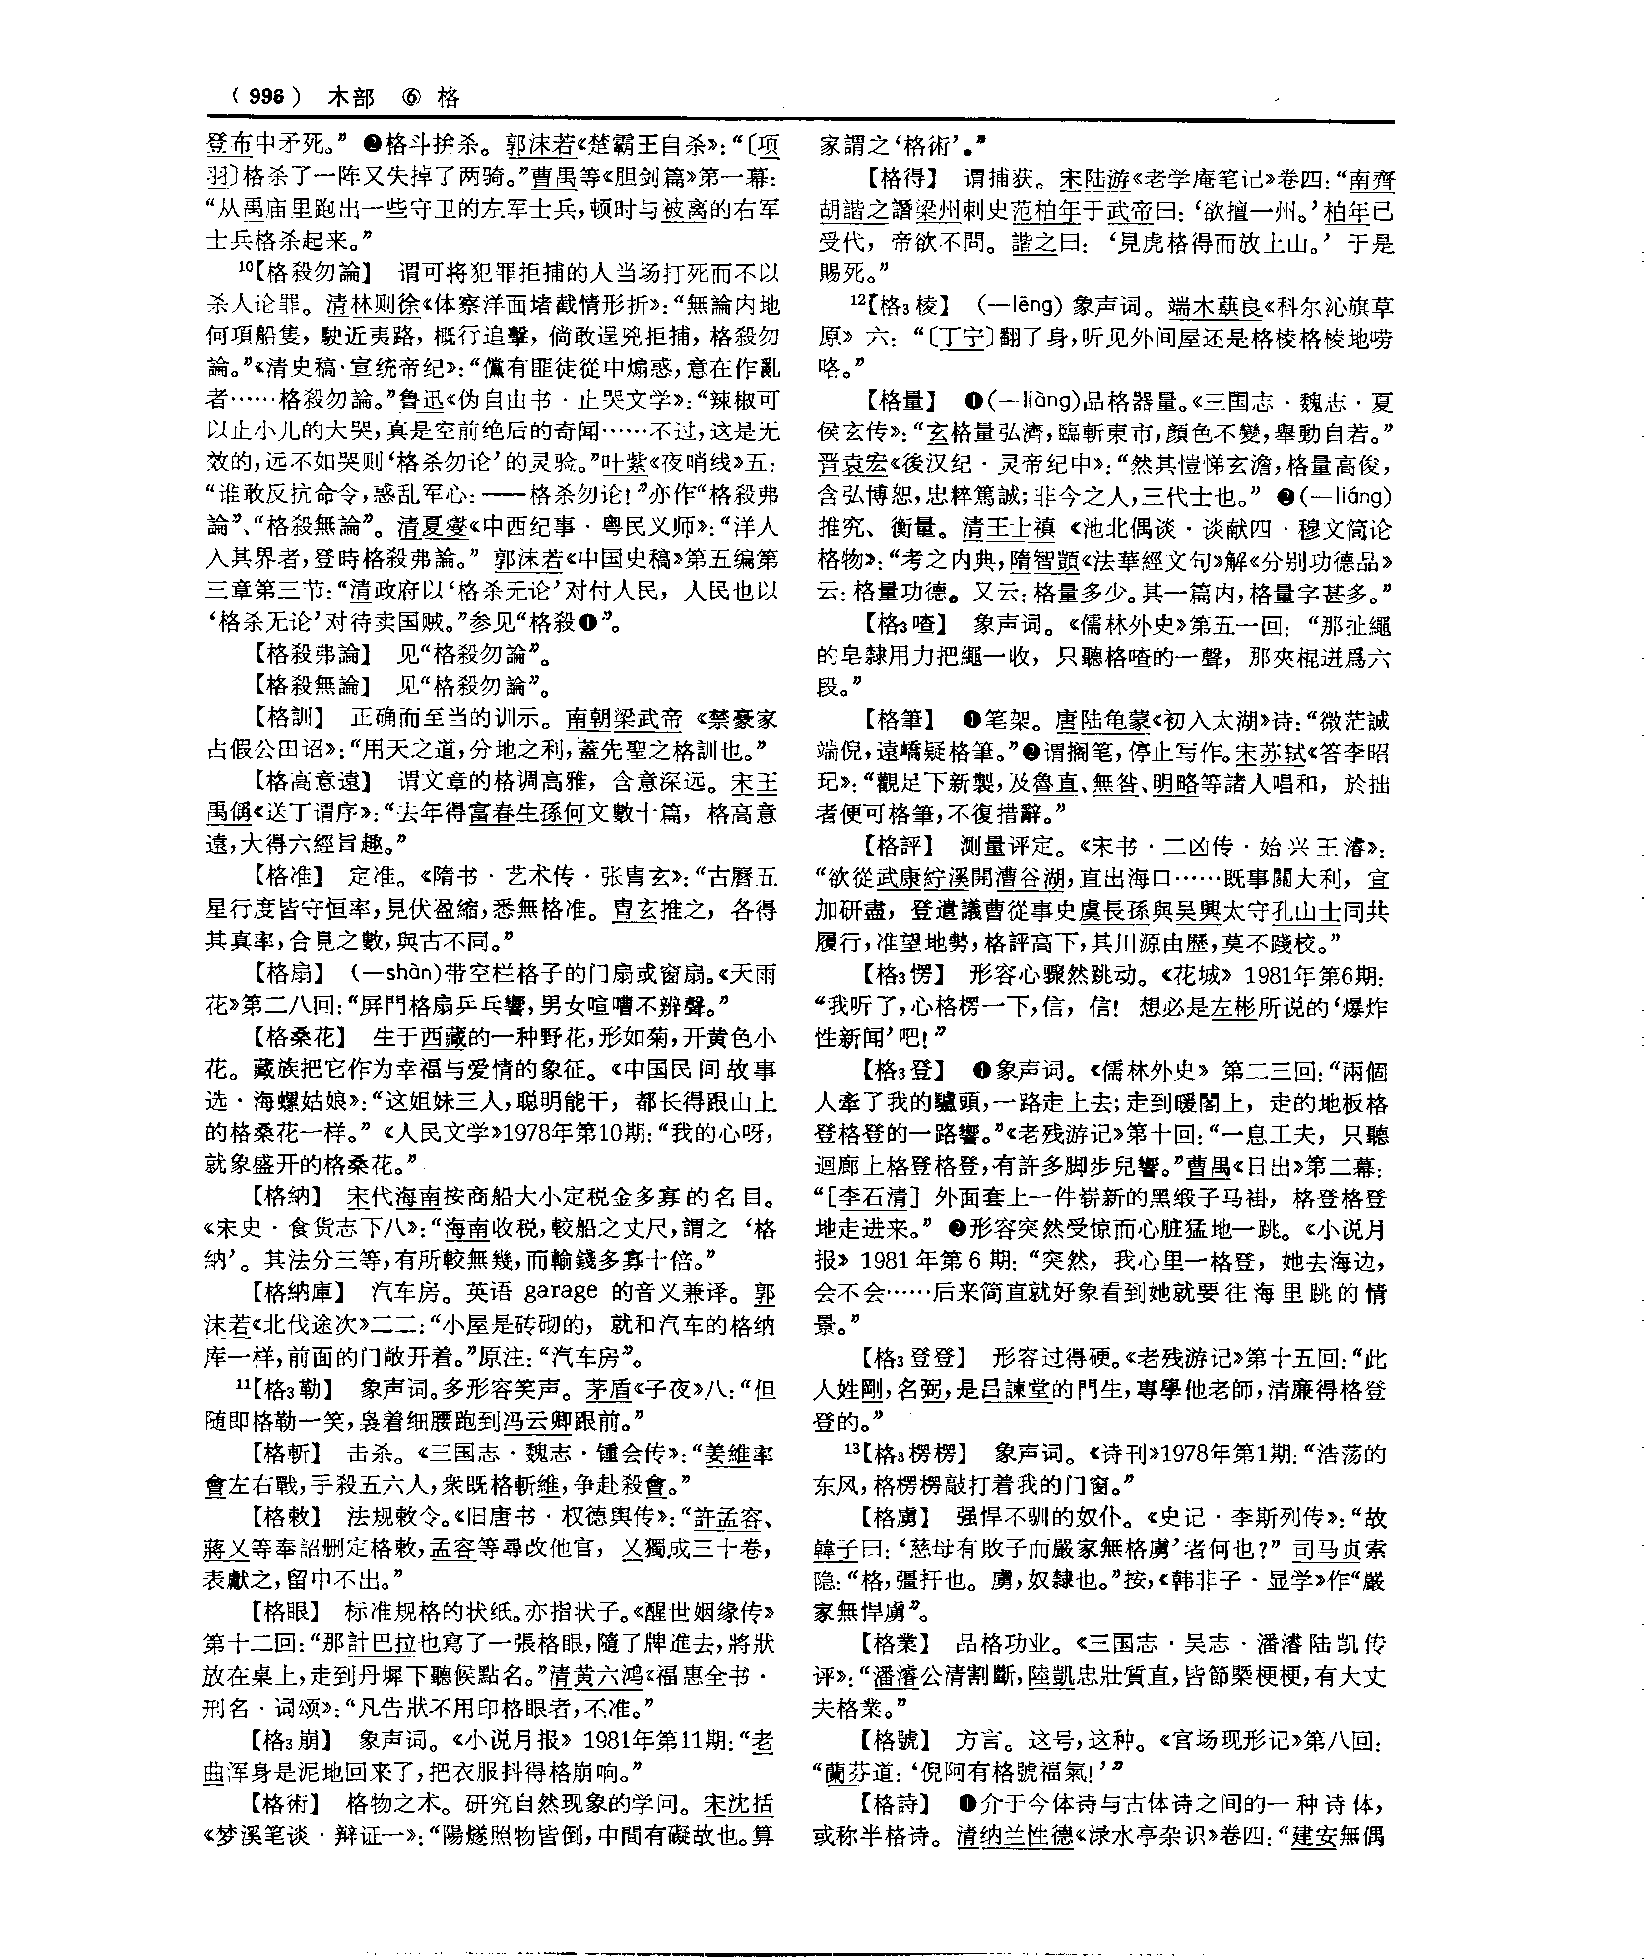 （996） 木部 ⑥ 格
登布中矛死。” ❷格斗拚杀。郭沫若《楚霸王自杀》：“〔项
羽〕格杀了一阵又失掉了两骑。”曹禺等《胆剑篇》第一幕：
“从禹庙里跑出一些守卫的左军士兵，顿时与被离的右军
士兵格杀起来。”
10【格殺勿論】 谓可将犯罪拒捕的人当场打死而不以
杀人论罪。清林则徐《体察洋面堵截情形折》：“無論内地
何項船隻，駛近夷路，概行追擊，倘敢逞兇拒捕，格殺勿
論。”《清史稿·宣统帝纪》：“儻有匪徒從中煽惑，意在作亂
者……格殺勿論。”鲁迅《伪自由书·止哭文学》：“辣椒可
以止小儿的大哭，真是空前绝后的奇闻……不过，这是无
效的，远不如哭则‘格杀勿论’的灵验。”叶紫《夜哨线》五：
“谁敢反抗命令，惑乱军心：——格杀勿论！”亦作“格殺弗
論”、“格殺無論”。清夏燮《中西纪事·粤民义师》：“洋人
入其界者，登時格殺弗論。” 郭沫若《中国史稿》第五编第
三章第三节：“清政府以‘格杀无论’对付人民，人民也以
‘格杀无论’对待卖国贼。”参见“格殺❶”。
【格殺弗論】 见“格殺勿論”。
【格殺無論】 见“格殺勿論”。
【格訓】 正确而至当的训示。南朝梁武帝《禁豪家
占假公田诏》：“用天之道，分地之利，蓋先聖之格訓也。”
【格高意遠】 谓文章的格调高雅，含意深远。宋王
禹偁《送丁谓序》：“去年得富春生孫何文數十篇，格高意
遠，大得六經旨趣。”
【格准】 定准。《隋书·艺术传·张胄玄》：“古曆五
星行度皆守恒率，見伏盈縮，悉無格准。胄玄推之，各得
其真率，合見之數，與古不同。”
【格扇】 （—shàn）带空栏格子的门扇或窗扇。《天雨
花》第二八回：“屏門格扇乒乓響，男女喧嘈不辨聲。”
【格桑花】 生于西藏的一种野花，形如菊，开黄色小
花。藏族把它作为幸福与爱情的象征。《中国民间故事
选·海螺姑娘》：“这姐妹三人，聪明能干，都长得跟山上
的格桑花一样。”《人民文学》1978年第10期：“我的心呀，
就象盛开的格桑花。”
【格納】 宋代海南按商船大小定税金多寡的名目。
《宋史·食货志下八》：“海南收税，較船之丈尺，謂之‘格
納’。其法分三等，有所較無幾，而輸錢多寡十倍。”
【格納庫】 汽车房。英语 garage 的音义兼译。郭
沫若《北伐途次》二二：“小屋是砖砌的，就和汽车的格纳
库一样，前面的门敞开着。”原注：“汽车房”。
11【格₃勒】 象声词。多形容笑声。茅盾《子夜》八：“但
随即格勒一笑，袅着细腰跑到冯云卿跟前。”
【格斬】 击杀。《三国志·魏志·锺会传》：“姜維率
會左右戰，手殺五六人，衆既格斬維，争赴殺會。”
【格敕】 法规敕令。《旧唐书·权德舆传》：“許孟容、
蔣乂等奉詔删定格敕，孟容等尋改他官，乂獨成三十卷，
表獻之，留中不出。”
【格眼】 标准规格的状纸。亦指状子。《醒世姻缘传》
第十二回：“那計巴拉也寫了一張格眼，隨了牌進去，將狀
放在桌上，走到丹墀下聽候點名。”清黄六鸿《福惠全书·
刑名·词颂》：“凡告狀不用印格眼者，不准。”
【格₃崩】 象声词。《小说月报》1981年第11期：“老
曲浑身是泥地回来了，把衣服抖得格崩响。”
【格術】 格物之术。研究自然现象的学问。宋沈括
《梦溪笔谈·辩证一》：“陽燧照物皆倒，中間有礙故也。算
家謂之‘格術’。”
【格得】 谓捕获。宋陆游《老学庵笔记》卷四：“南齊
胡諧之譖梁州刺史范柏年于武帝曰：‘欲擅一州。’柏年已
受代，帝欲不問。諧之曰：‘見虎格得而放上山。’于是
賜死。”
12【格₃棱】 （—lēng）象声词。端木蕻良《科尔沁旗草
原》六：“〔丁宁〕翻了身，听见外间屋还是格棱格棱地唠
咯。”
【格量】 ❶（—liàng）品格器量。《三国志·魏志·夏
侯玄传》：“玄格量弘濟，臨斬東市，顔色不變，舉動自若。”
晋袁宏《後汉纪·灵帝纪中》：“然其愷悌玄澹，格量高俊，
含弘博恕，忠粹篤誠；非今之人，三代士也。” ❷（—liáng）
推究、衡量。清王士禛《池北偶谈·谈献四·穆文简论
格物》：“考之内典，隋智顗《法華經文句》解《分别功德品》
云：格量功德。又云：格量多少。其一篇内，格量字甚多。”
【格₃喳】 象声词。《儒林外史》第五一回：“那扯繩
的皂隸用力把繩一收，只聽格喳的一聲，那夾棍迸爲六
段。”
【格筆】 ❶笔架。唐陆龟蒙《初入太湖》诗：“微茫誠
端倪，遠嶠疑格筆。”❷谓搁笔，停止写作。宋苏轼《答李昭
玘》：“觀足下新製，及魯直、無咎、明略等諸人唱和，於拙
者便可格筆，不復措辭。”
【格評】 测量评定。《宋书·二凶传·始兴王濬》：
“欲從武康紵溪開漕谷湖，直出海口……既事關大利，宜
加研盡，登遣議曹從事史虞長孫與吴興太守孔山士同共
履行，准望地勢，格評高下，其川源由歷，莫不踐校。”
【格₃愣】 形容心骤然跳动。《花城》1981年第6期：
“我听了，心格楞一下，信，信！想必是左彬所说的‘爆炸
性新闻’吧！”
【格₃登】 ❶象声词。《儒林外史》第二三回：“兩個
人牽了我的驢頭，一路走上去；走到暖閣上，走的地板格
登格登的一路響。”《老残游记》第十回：“一息工夫，只聽
迴廊上格登格登，有許多脚步兒響。”曹禺《日出》第二幕：
“［李石清］外面套上一件崭新的黑缎子马褂，格登格登
地走进来。” ❷形容突然受惊而心脏猛地一跳。《小说月
报》1981年第6期：“突然，我心里一格登，她去海边，
会不会……后来简直就好象看到她就要往海里跳的情
景。”
【格₃登登】 形容过得硬。《老残游记》第十五回：“此
人姓剛，名弼，是吕諫堂的門生，專學他老師，清廉得格登
登的。”
13【格₃楞楞】 象声词。《诗刊》1978年第1期：“浩荡的
东风，格楞楞敲打着我的门窗。”
【格虜】 强悍不驯的奴仆。《史记·李斯列传》：“故
韓子曰：‘慈母有敗子而嚴家無格虜’者何也？” 司马贞索
隐：“格，彊扞也。虜，奴隸也。”按，《韩非子·显学》作“嚴
家無悍虜”。
【格業】 品格功业。《三国志·吴志·潘濬陆凯传
评》：“潘濬公清割斷，陸凱忠壯質直，皆節槩梗梗，有大丈
夫格業。”
【格號】 方言。这号，这种。《官场现形记》第八回：
“蘭芬道：‘倪阿有格號福氣！’”
【格詩】 ❶介于今体诗与古体诗之间的一种诗体，
或称半格诗。清纳兰性德《渌水亭杂识》卷四：“建安無偶